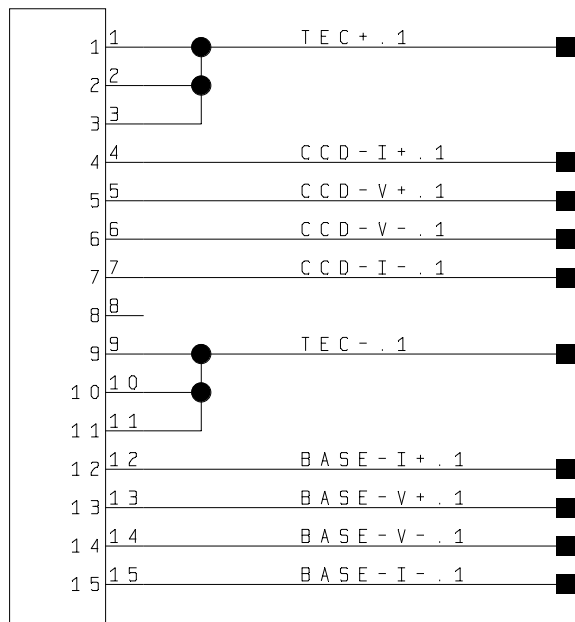 1 1 TEC+.1
2 2
3 3
4 4 CCD-I+.1
5 5 CCD-V+.1
6 6 CCD-V-.1
7 7 CCD-I-.1
8 8
9 9 TEC-.1
10 10
11 11
12 12 BASE-I+.1
13 13 BASE-V+.1
14 14 BASE-V-.1
15 15 BASE-I-.1